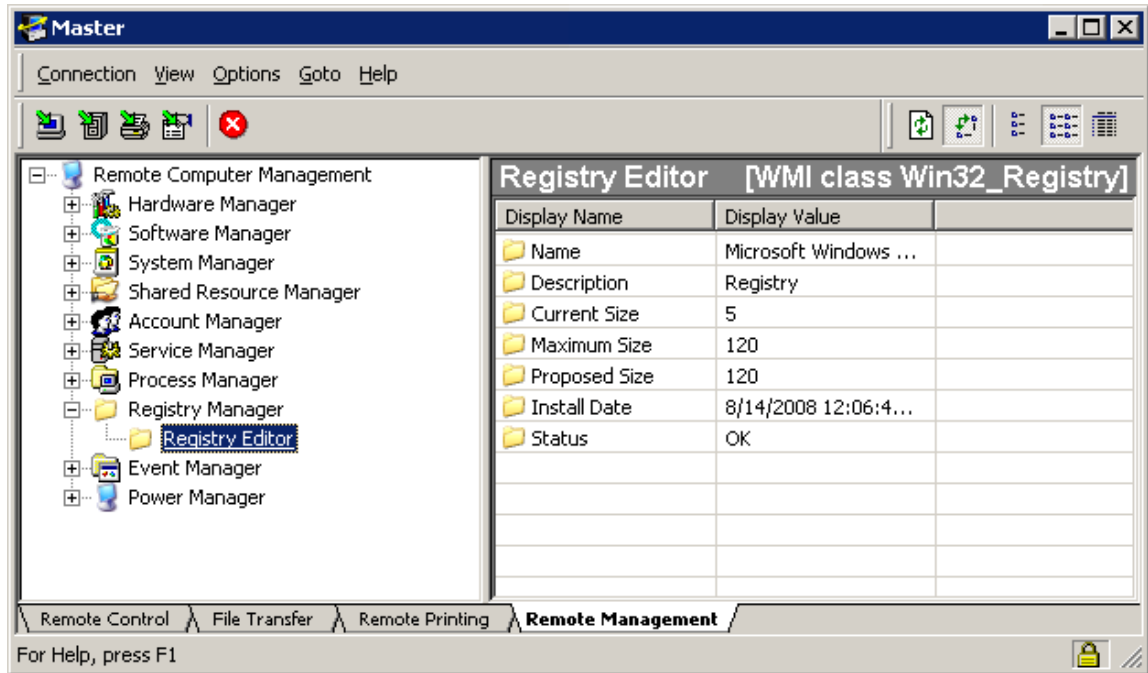 Master
Connection View Options Goto Help
Remote Computer Management
Hardware Manager
Software Manager
System Manager
Shared Resource Manager
Account Manager
Service Manager
Process Manager
Registry Manager
Registry Editor
Event Manager
Power Manager
Registry Editor [WMI class Win32_Registry]
Display Name Display Value
Name Microsoft Windows ...
Description Registry
Current Size 5
Maximum Size 120
Proposed Size 120
Install Date 8/14/2008 12:06:4...
Status OK
Remote Control File Transfer Remote Printing Remote Management
For Help, press F1